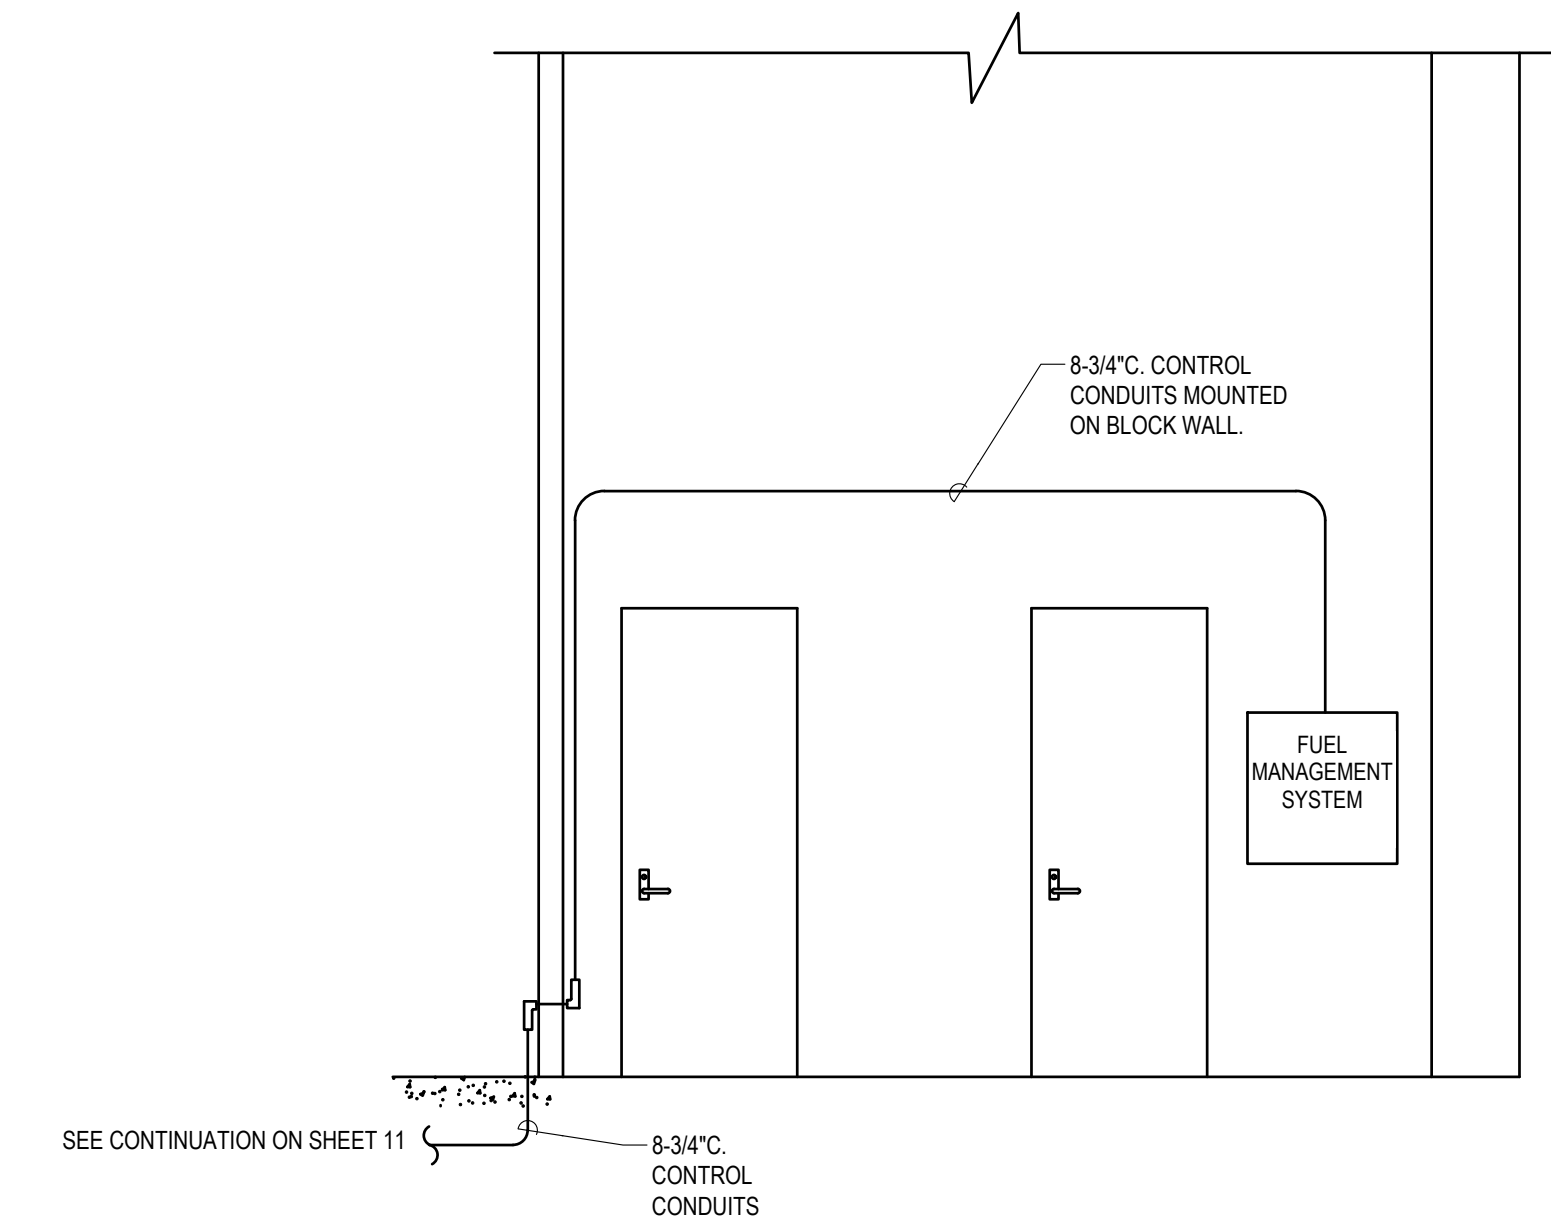 8-3/4"C. CONTROL
CONDUITS MOUNTED
ON BLOCK WALL.
FUEL
MANAGEMENT
SYSTEM
SEE CONTINUATION ON SHEET 11
8-3/4"C.
CONTROL
CONDUITS